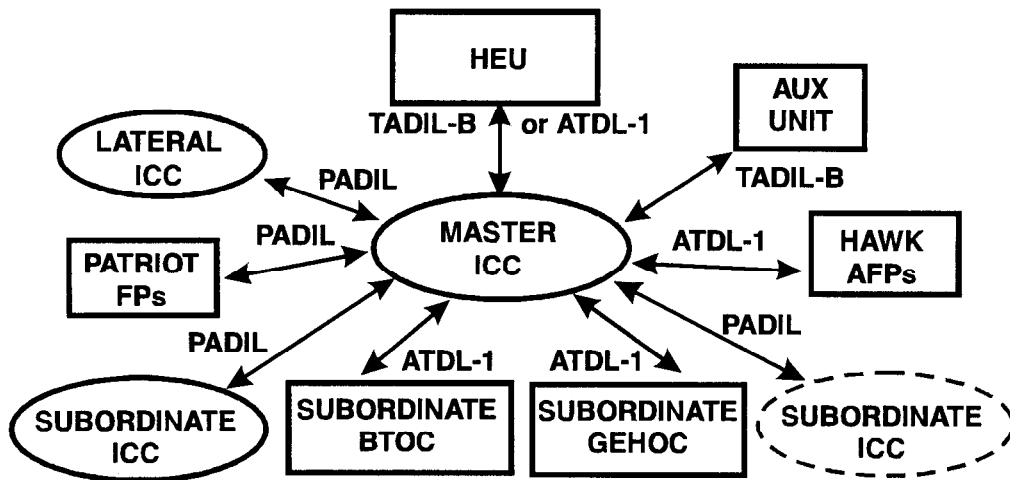 HEU
AUX
UNIT
TADIL-B or ATDL-1
LATERAL
ICC
PADIL
TADIL-B
PADIL
MASTER
ICC
ATDL-1
HAWK
AFPs
PATRIOT
FPs
PADIL
PADIL
ATDL-1
ATDL-1
SUBORDINATE
ICC
SUBORDINATE
BTOC
SUBORDINATE
GEHOC
SUBORDINATE
ICC